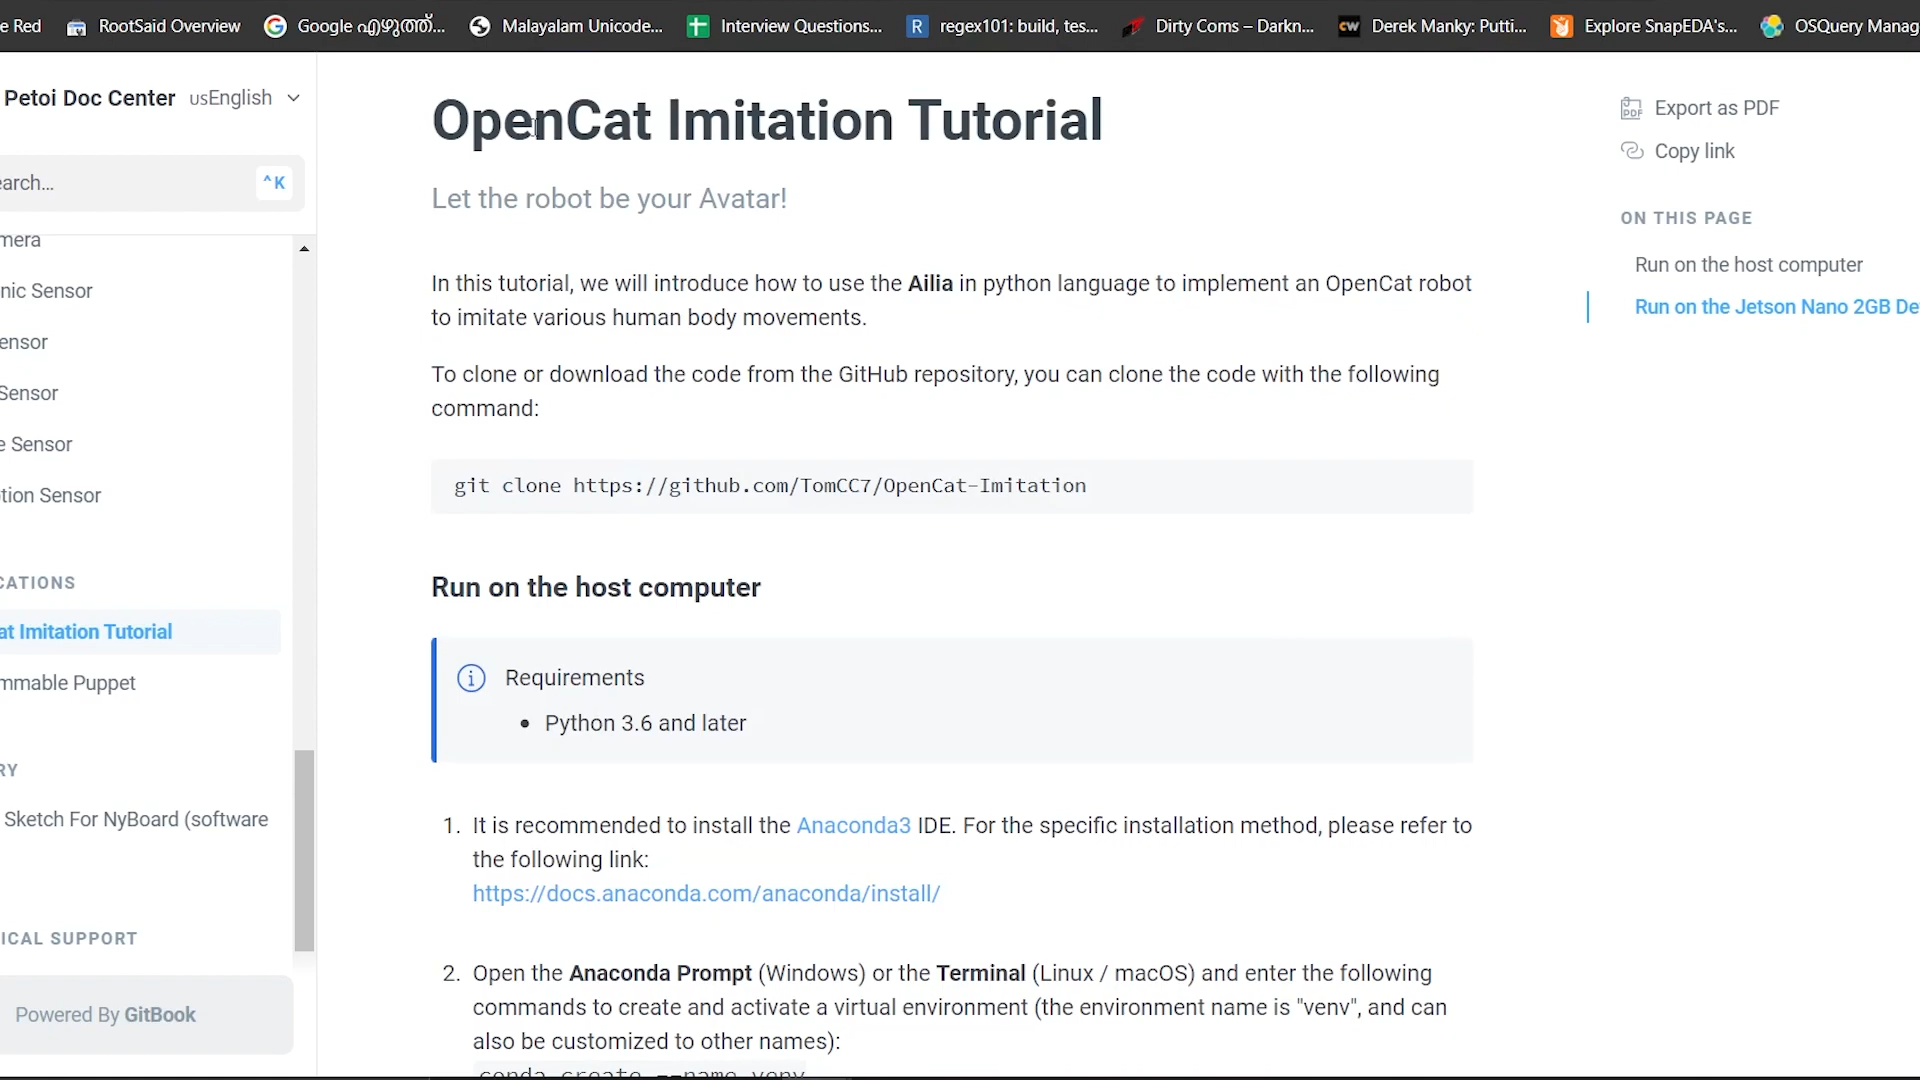 e Red RootSaid Overview Google എഴുത്ത്... Malayalam Unicode... Interview Questions... R regex101: build, tes... Dirty Coms – Darkn... CW Derek Manky: Putti... Explore SnapEDA's... OSQuery Manag
Petoi Doc Center usEnglish
earch... ^K
mera
nic Sensor
ensor
Sensor
e Sensor
tion Sensor
CATIONS
at Imitation Tutorial
mmable Puppet
RY
Sketch For NyBoard (software
ICAL SUPPORT
Powered By GitBook
OpenCat Imitation Tutorial
Let the robot be your Avatar!
In this tutorial, we will introduce how to use the Ailia in python language to implement an OpenCat robot
to imitate various human body movements.
To clone or download the code from the GitHub repository, you can clone the code with the following
command:
git clone https://github.com/TomCC7/OpenCat-Imitation
Run on the host computer
Requirements
• Python 3.6 and later
1. It is recommended to install the Anaconda3 IDE. For the specific installation method, please refer to
the following link:
https://docs.anaconda.com/anaconda/install/
2. Open the Anaconda Prompt (Windows) or the Terminal (Linux / macOS) and enter the following
commands to create and activate a virtual environment (the environment name is "venv", and can
also be customized to other names):
conda create --name venv
PDF Export as PDF
Copy link
ON THIS PAGE
Run on the host computer
Run on the Jetson Nano 2GB De